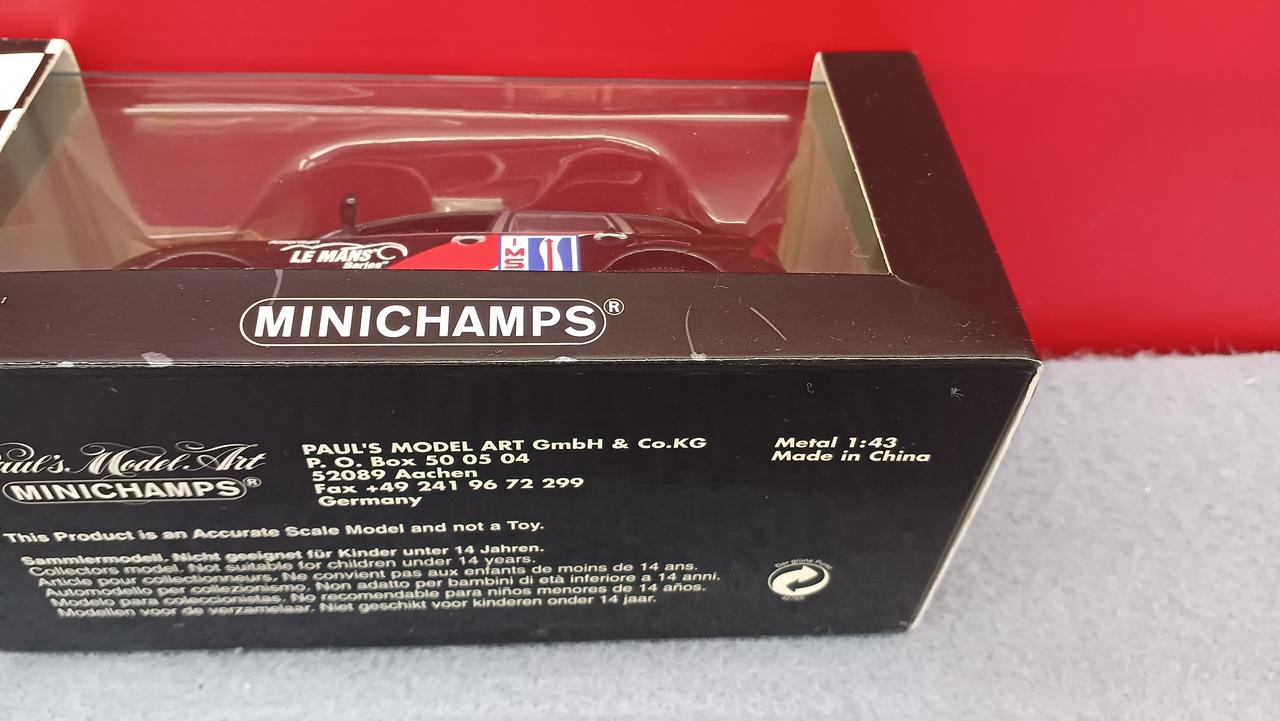 LE MANS
Series
IMS
MINICHAMPS®
Paul's Model Art
MINICHAMPS®
PAUL'S MODEL ART GmbH & Co.KG
P. O. Box 50 05 04
52089 Aachen
Fax +49 241 96 72 299
Germany
Metal 1:43
Made in China
This Product is an Accurate Scale Model and not a Toy.
Sammlermodell. Nicht geeignet für Kinder unter 14 Jahren.
Collectors model. Not suitable for children under 14 years.
Article pour collectionneurs. Ne convient pas aux enfants de moins de 14 ans.
Automodello per collezionismo. Non adatto per bambini di età inferiore a 14 anni.
Modelo para coleccionistas. No recomendable para niños menores de 14 años.
Modellen voor de verzamelaar. Niet geschikt voor kinderen onder 14 jaar.
Der grüne Punkt